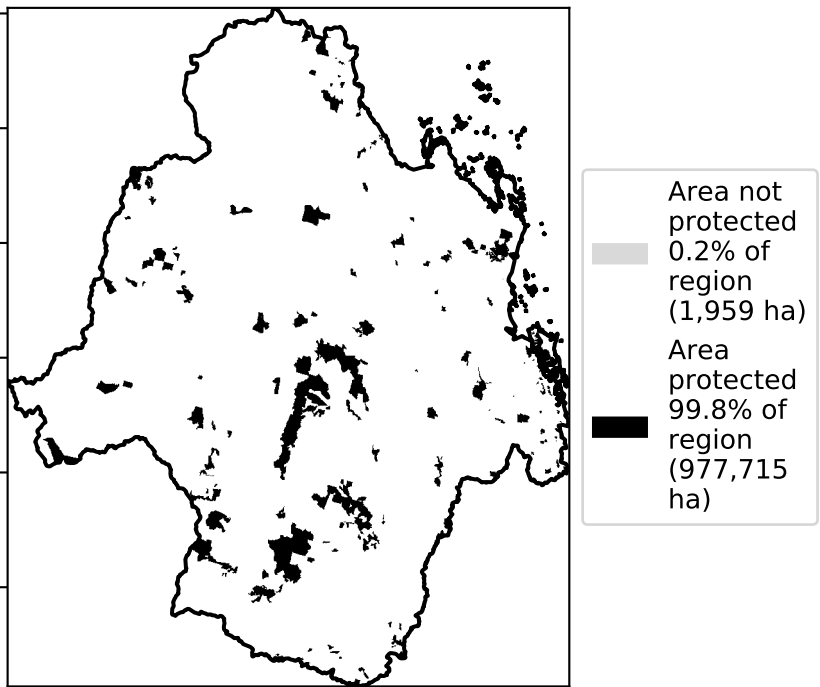 Area not
protected
0.2% of
region
(1,959 ha)
Area
protected
99.8% of
region
(977,715
ha)